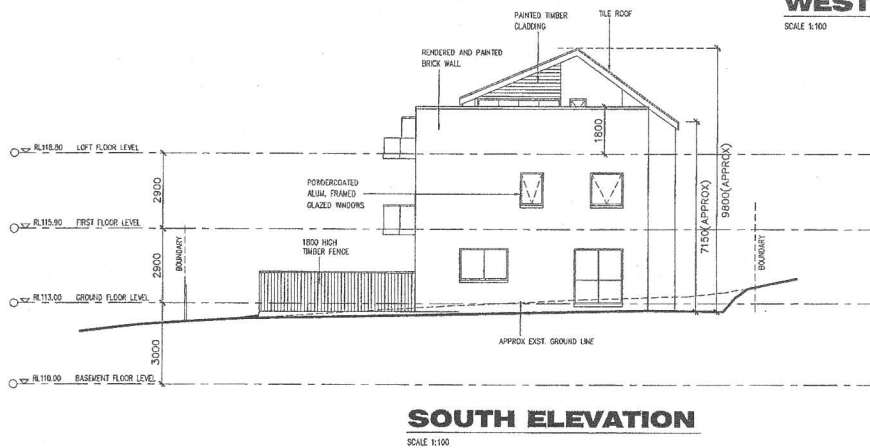 WEST
SCALE 1:100
PAINTED TIMBER
CLADDING
TILE ROOF
RENDERED AND PAINTED
BRICK WALL
1800
RL118.80 LOFT FLOOR LEVEL
2900
POWDERCOATED
ALUM. FRAMED
GLAZED WINDOWS
7150(APPROX)
9800(APPROX)
RL115.90 FIRST FLOOR LEVEL
BOUNDARY
1800 HIGH
TIMBER FENCE
2900
BOUNDARY
RL113.00 GROUND FLOOR LEVEL
APPROX EXST. GROUND LINE
3000
RL110.00 BASEMENT FLOOR LEVEL
SOUTH ELEVATION
SCALE 1:100